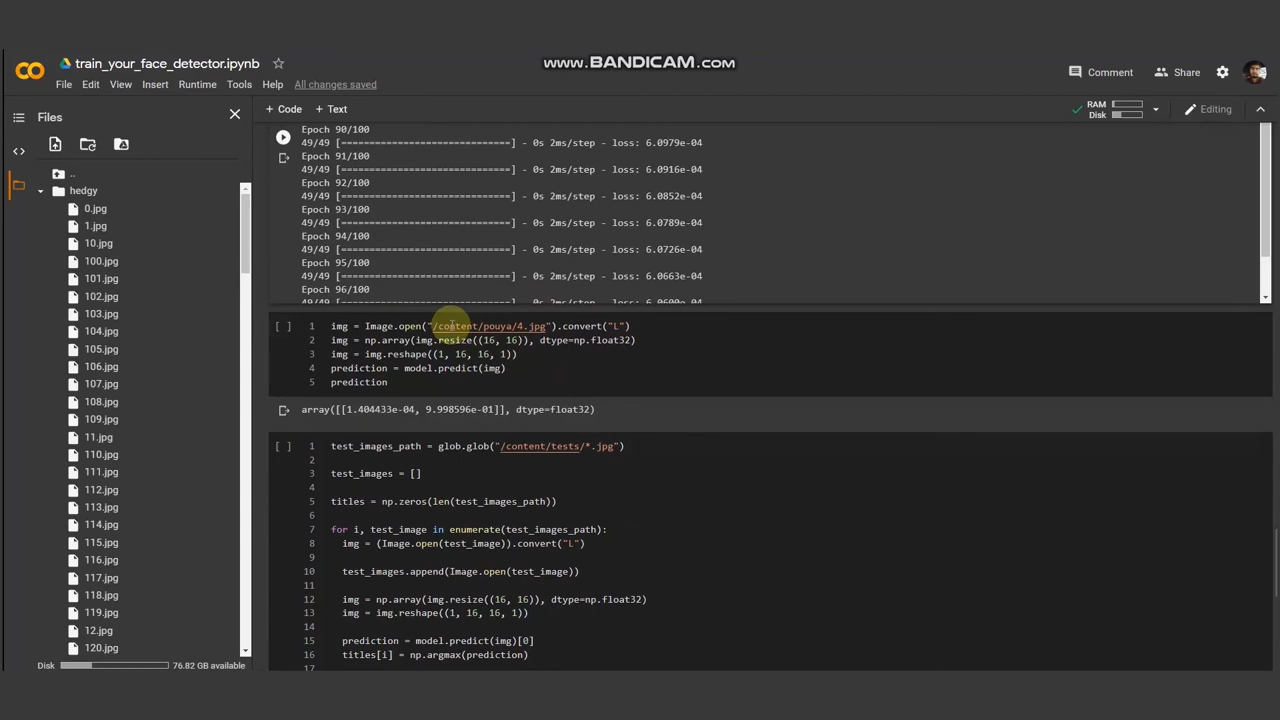 www.BANDICAM.com
train_your_face_detector.ipynb
File Edit View Insert Runtime Tools Help All changes saved
Comment Share
Files
+ Code + Text
RAM
Disk
Editing
..
hedgy
0.jpg
1.jpg
10.jpg
100.jpg
101.jpg
102.jpg
103.jpg
104.jpg
105.jpg
106.jpg
107.jpg
108.jpg
109.jpg
11.jpg
110.jpg
111.jpg
112.jpg
113.jpg
114.jpg
115.jpg
116.jpg
117.jpg
118.jpg
119.jpg
12.jpg
120.jpg
Disk 76.82 GB available
Epoch 90/100
49/49 [==============================] - 0s 2ms/step - loss: 6.0979e-04
Epoch 91/100
49/49 [==============================] - 0s 2ms/step - loss: 6.0916e-04
Epoch 92/100
49/49 [==============================] - 0s 2ms/step - loss: 6.0852e-04
Epoch 93/100
49/49 [==============================] - 0s 2ms/step - loss: 6.0789e-04
Epoch 94/100
49/49 [==============================] - 0s 2ms/step - loss: 6.0726e-04
Epoch 95/100
49/49 [==============================] - 0s 2ms/step - loss: 6.0663e-04
Epoch 96/100
49/49 [==============================] - 0s 2ms/step - loss: 6.0600e-04
[ ] 1 img = Image.open("/content/pouya/4.jpg").convert("L")
2 img = np.array(img.resize((16, 16)), dtype=np.float32)
3 img = img.reshape((1, 16, 16, 1))
4 prediction = model.predict(img)
5 prediction
array([[1.404433e-04, 9.998596e-01]], dtype=float32)
[ ] 1 test_images_path = glob.glob("/content/tests/*.jpg")
2
3 test_images = []
4
5 titles = np.zeros(len(test_images_path))
6
7 for i, test_image in enumerate(test_images_path):
8 img = (Image.open(test_image)).convert("L")
9
10 test_images.append(Image.open(test_image))
11
12 img = np.array(img.resize((16, 16)), dtype=np.float32)
13 img = img.reshape((1, 16, 16, 1))
14
15 prediction = model.predict(img)[0]
16 titles[i] = np.argmax(prediction)
17